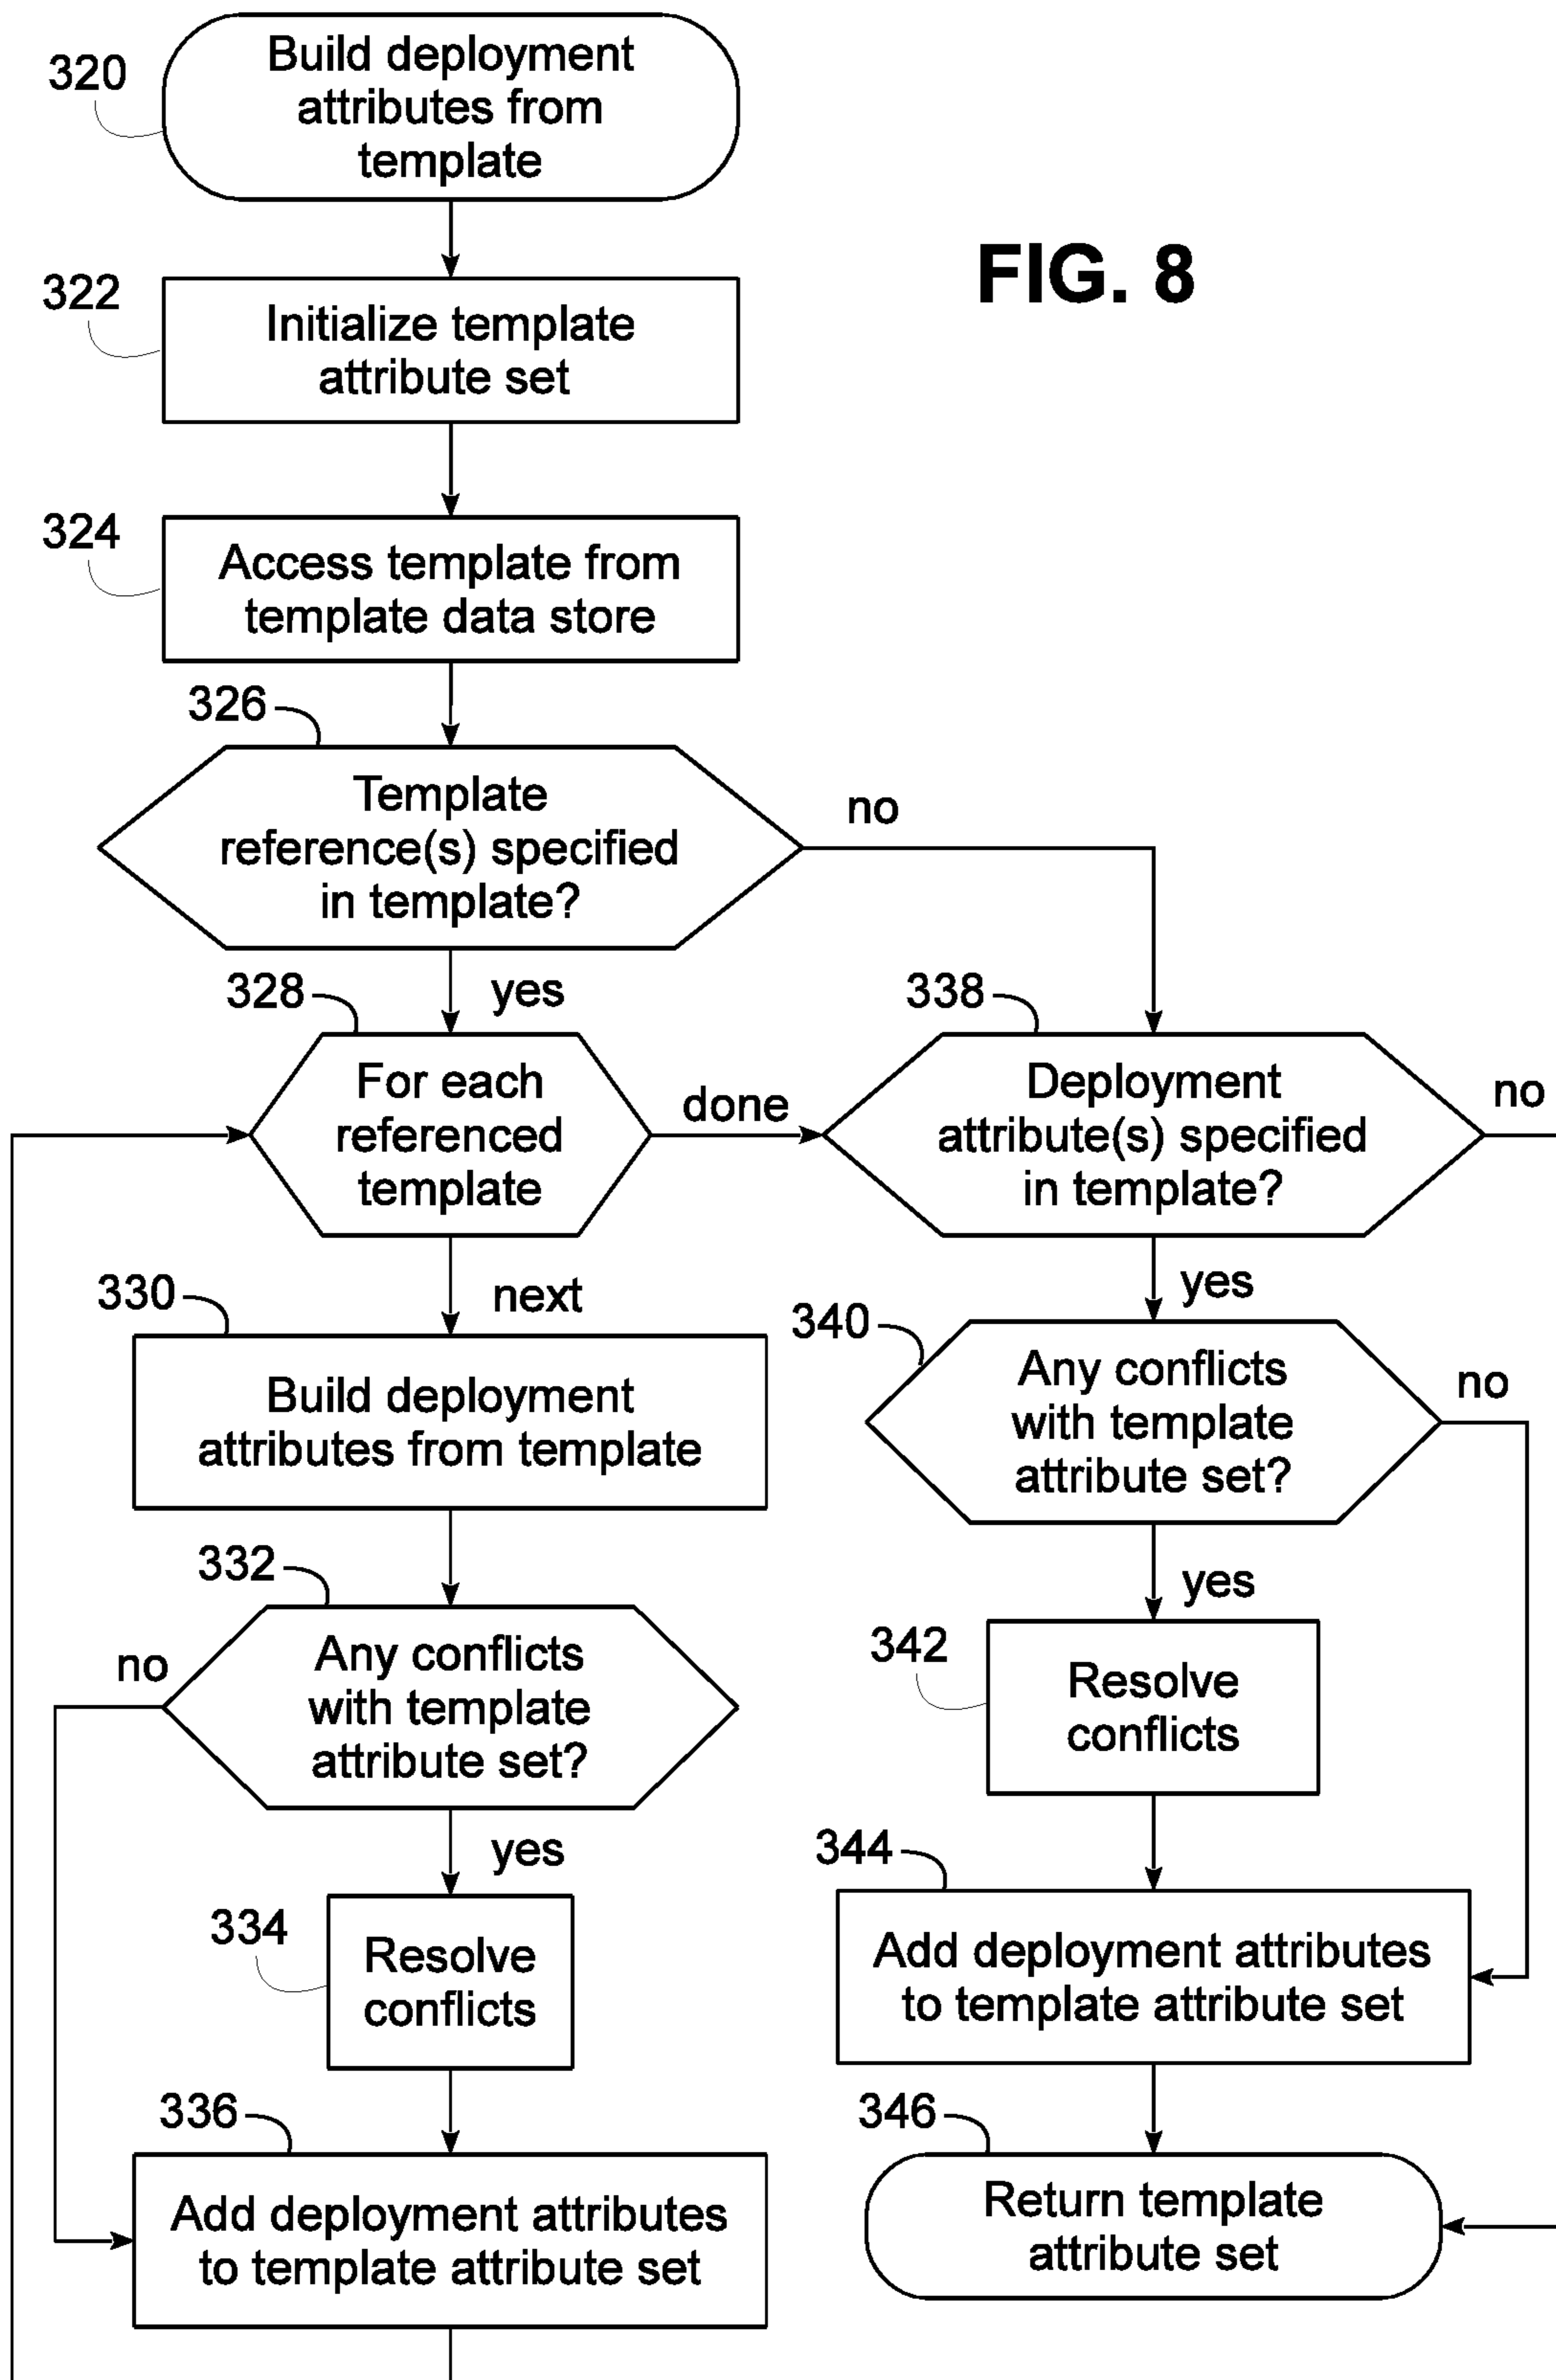 320
Build deployment
attributes from
template
FIG. 8
322
Initialize template
attribute set
324
Access template from
template data store
326
Template
reference(s) specified
in template?
no
yes
328
For each
referenced
template
done
next
338
Deployment
attribute(s) specified
in template?
no
yes
330
Build deployment
attributes from template
332
Any conflicts
with template
attribute set?
no
yes
334
Resolve
conflicts
336
Add deployment attributes
to template attribute set
340
Any conflicts
with template
attribute set?
no
yes
342
Resolve
conflicts
344
Add deployment attributes
to template attribute set
346
Return template
attribute set